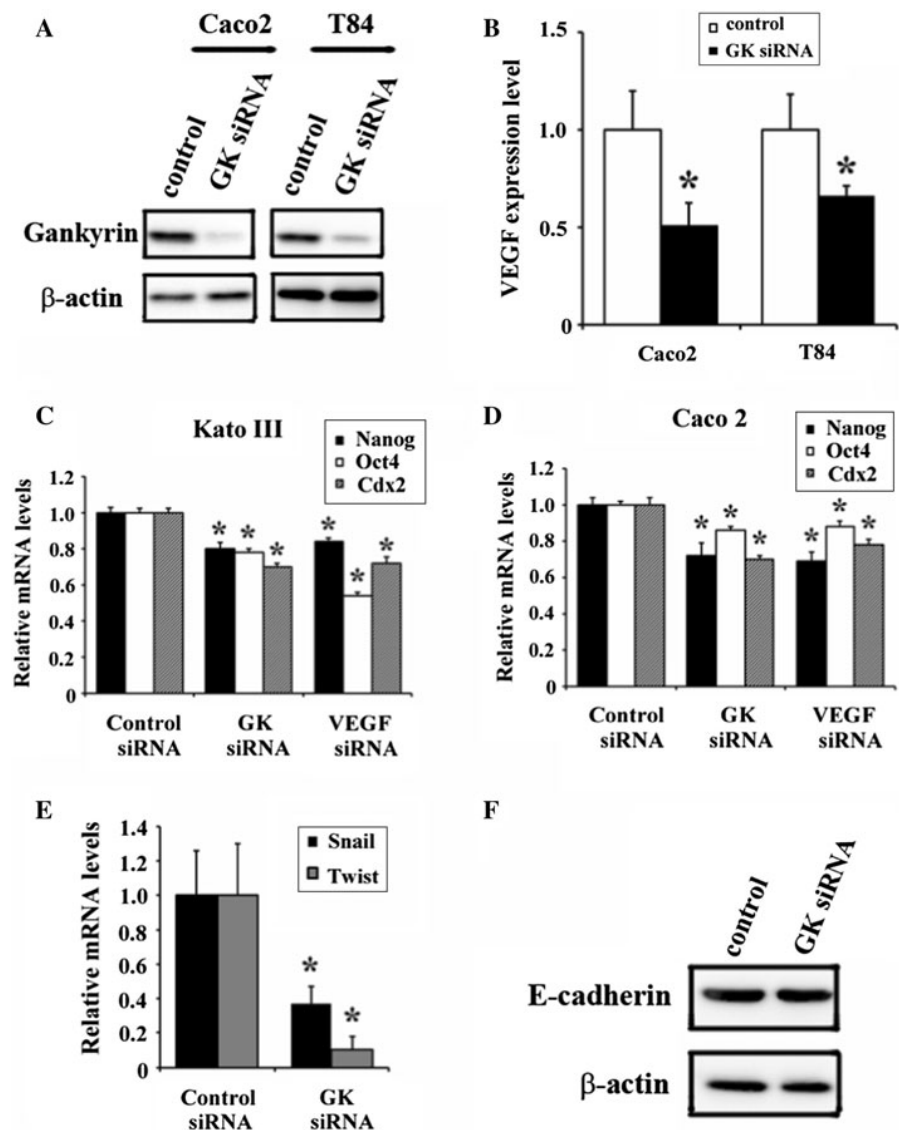 A
Caco2 T84
control GK siRNA control GK siRNA
Gankyrin
β-actin
B
control
GK siRNA
VEGF expression level
1.5
1.0
0.5
0
* *
Caco2 T84
C
Kato III
Nanog
Oct4
Cdx2
Relative mRNA levels
1.2
1.0
0.8
0.6
0.4
0.2
0
* * * * * *
Control siRNA
GK siRNA
VEGF siRNA
D
Caco 2
Nanog
Oct4
Cdx2
Relative mRNA levels
1.2
1.0
0.8
0.6
0.4
0.2
0
* * * * * *
Control siRNA
GK siRNA
VEGF siRNA
E
Snail
Twist
Relative mRNA levels
1.4
1.2
1.0
0.8
0.6
0.4
0.2
0
* *
Control siRNA
GK siRNA
F
control GK siRNA
E-cadherin
β-actin